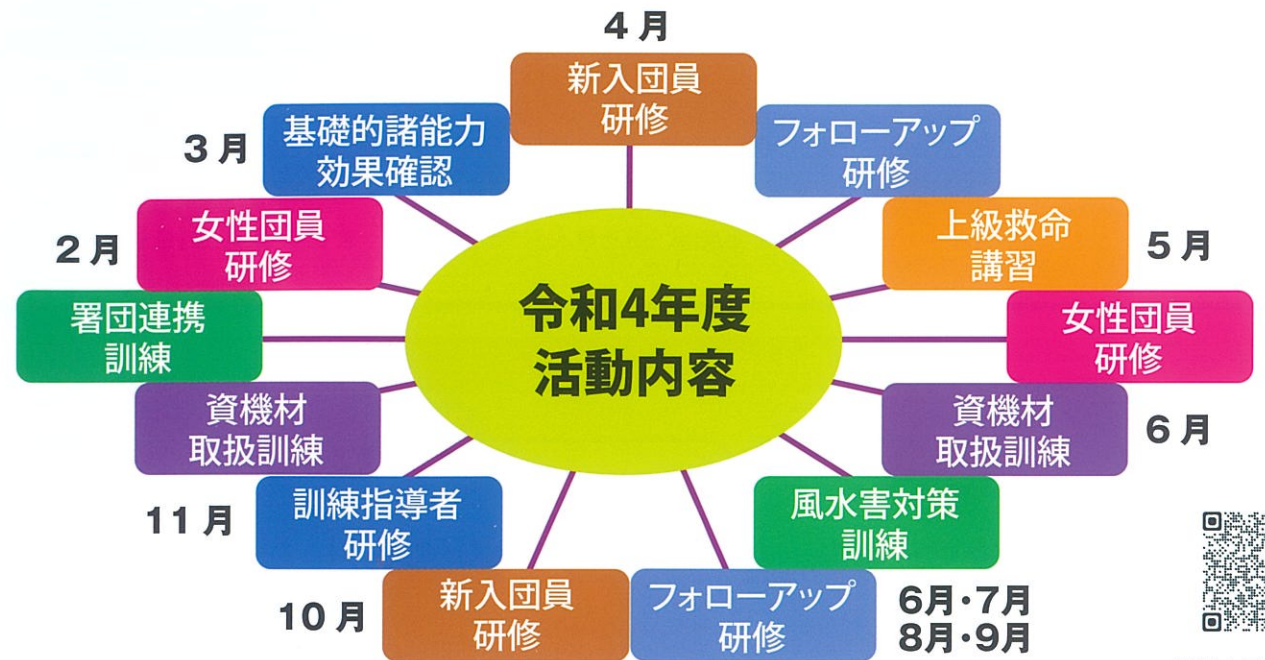 4月
新入団員
研修
フォローアップ
研修
上級救命
講習
5月
女性団員
研修
資機材
取扱訓練
6月
風水害対策
訓練
フォローアップ
研修
6月・7月
8月・9月
新入団員
研修
10月
訓練指導者
研修
11月
資機材
取扱訓練
署団連携
訓練
女性団員
研修
2月
基礎的諸能力
効果確認
3月
令和4年度
活動内容